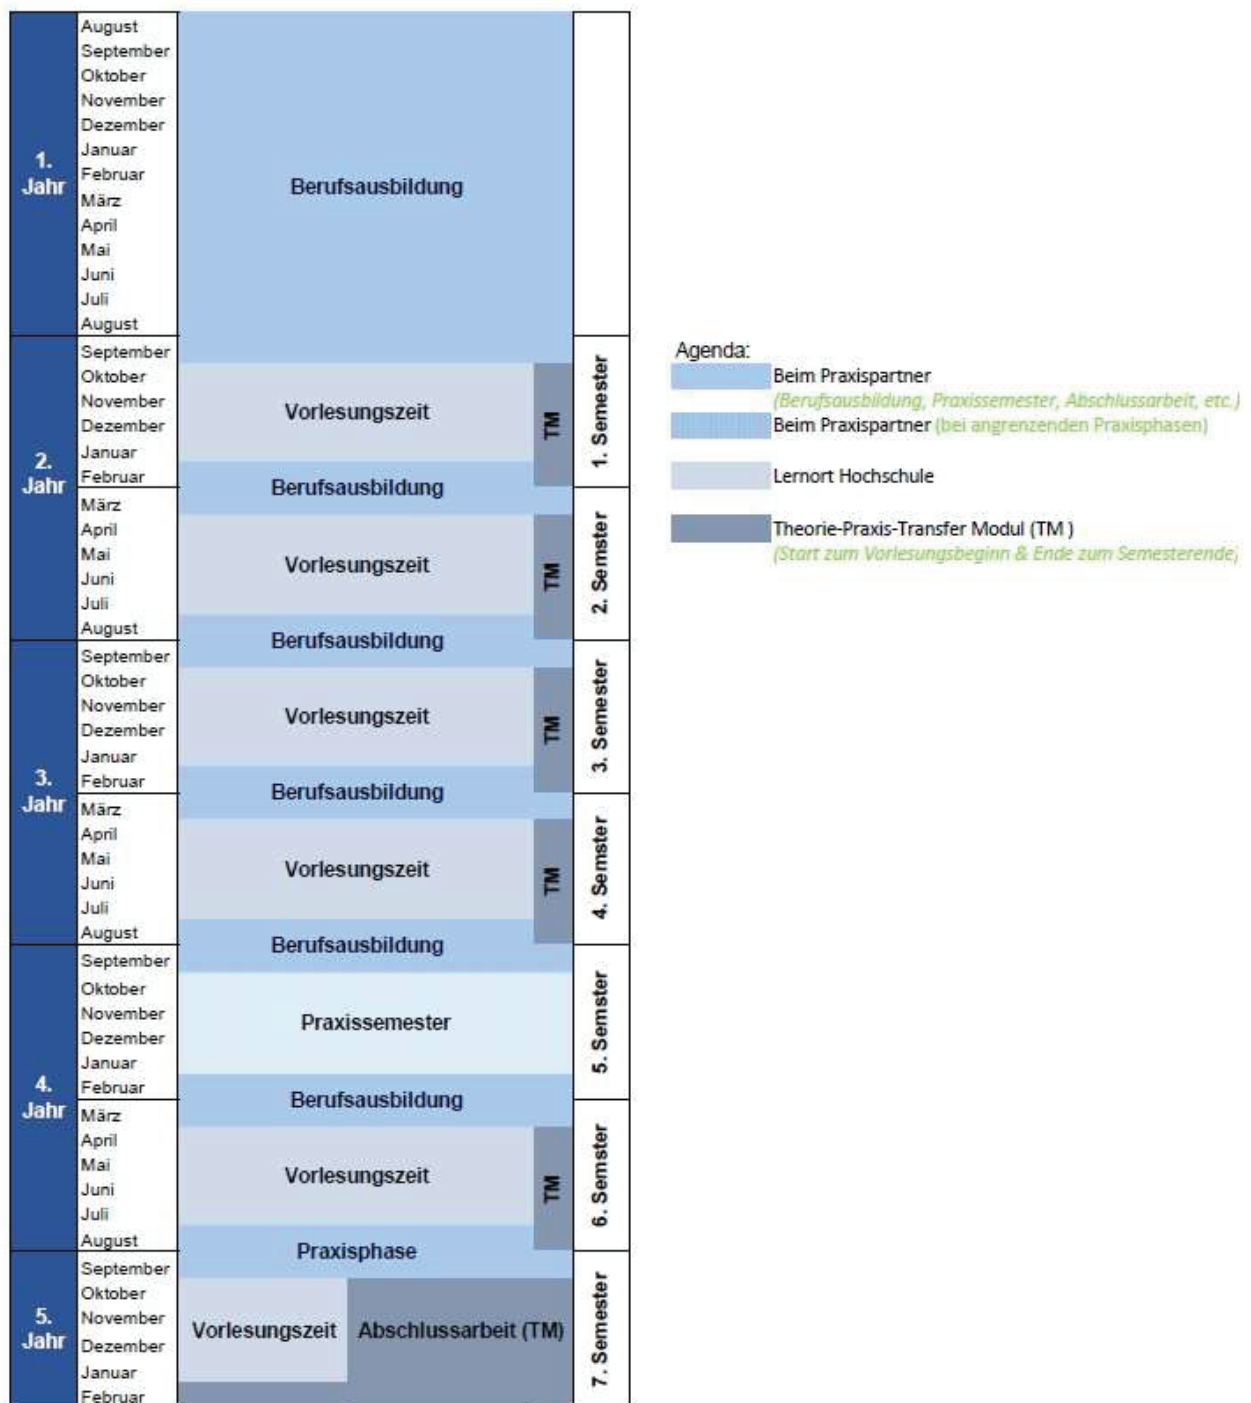 1.
Jahr
August
September
Oktober
November
Dezember
Januar
Februar
März
April
Mai
Juni
Juli
August
Berufsausbildung
2.
Jahr
September
Oktober
November
Dezember
Januar
Februar
Vorlesungszeit
TM
1. Semester
Berufsausbildung
März
April
Mai
Juni
Juli
August
Vorlesungszeit
TM
2. Semster
Berufsausbildung
3.
Jahr
September
Oktober
November
Dezember
Januar
Februar
Vorlesungszeit
TM
3. Semester
Berufsausbildung
März
April
Mai
Juni
Juli
August
Vorlesungszeit
TM
4. Semster
Berufsausbildung
4.
Jahr
September
Oktober
November
Dezember
Januar
Februar
Praxissemester
5. Semster
Berufsausbildung
März
April
Mai
Juni
Juli
August
Vorlesungszeit
TM
6. Semster
Praxisphase
5.
Jahr
September
Oktober
November
Dezember
Januar
Februar
Vorlesungszeit
Abschlussarbeit (TM)
7. Semester
Agenda:
Beim Praxispartner
(Berufsausbildung, Praxissemester, Abschlussarbeit, etc.)
Beim Praxispartner (bei angrenzenden Praxisphasen)
Lernort Hochschule
Theorie-Praxis-Transfer Modul (TM )
(Start zum Vorlesungsbeginn & Ende zum Semesterende)